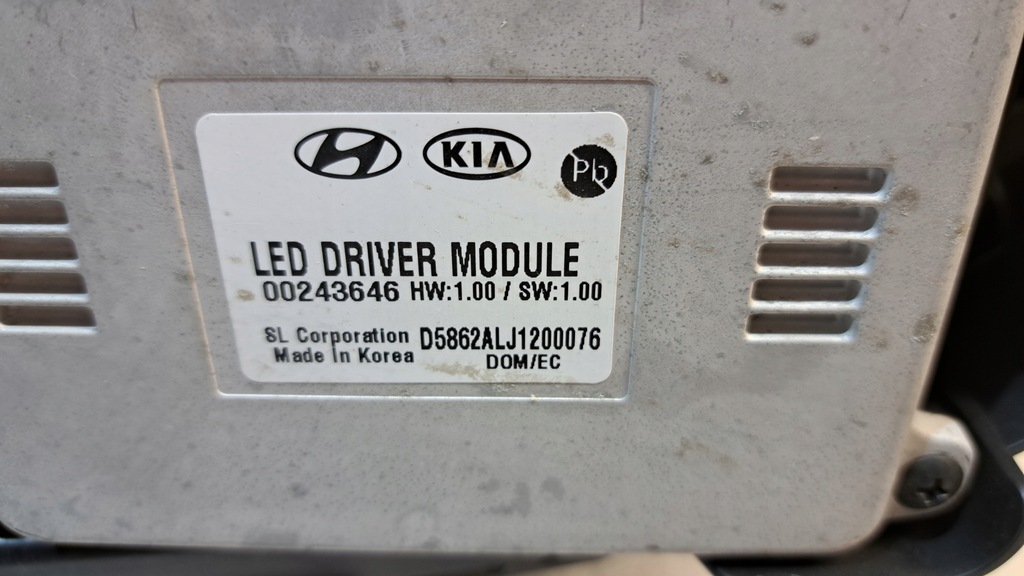 KIA
Pb
LED DRIVER MODULE
00243646 HW:1.00 / SW:1.00
SL Corporation D5862ALJ1200076
Made In Korea DOM/EC